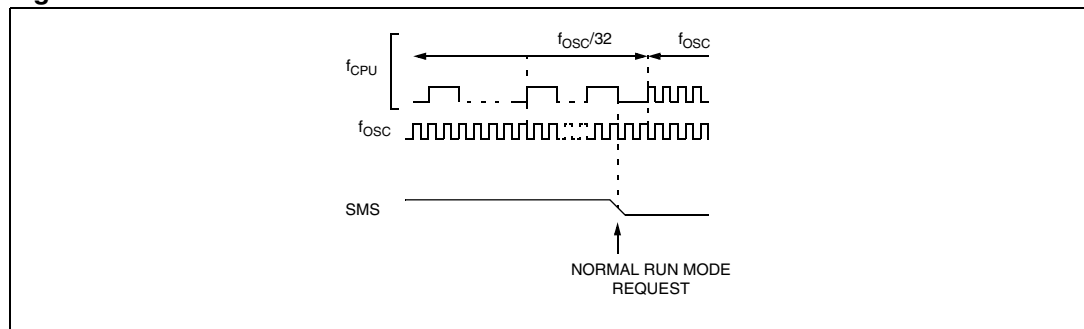 fOSC/32
fOSC
fCPU
fOSC
SMS
NORMAL RUN MODE
REQUEST